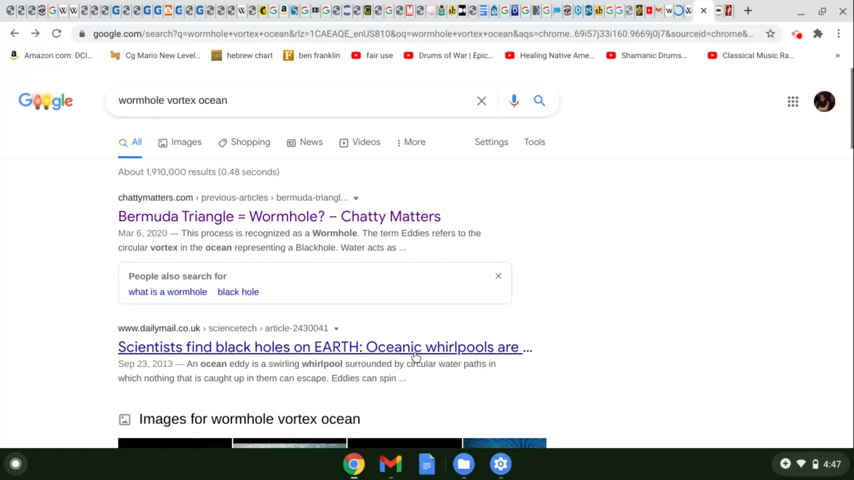 google.com/search?q=wormhole+vortex+ocean&rlz=1CAEAQE_enUS810&oq=wormhole+vortex+ocean&aqs=chrome..69i57j33i160.9669j0j7&sourceid=chrome&...
Amazon.com: DCI...
Cg Mario New Level...
hebrew chart
ben franklin
fair use
Drums of War | Epic...
Healing Native Ame...
Shamanic Drums...
Classical Music Ra...
»
Google
wormhole vortex ocean
All
Images
Shopping
News
Videos
More
Settings
Tools
About 1,910,000 results (0.48 seconds)
chattymatters.com › previous-articles › bermuda-triangl...
Bermuda Triangle = Wormhole? – Chatty Matters
Mar 6, 2020 — This process is recognized as a Wormhole. The term Eddies refers to the
circular vortex in the ocean representing a Blackhole. Water acts as ...
People also search for
what is a wormhole
black hole
www.dailymail.co.uk › sciencetech › article-2430041
Scientists find black holes on EARTH: Oceanic whirlpools are ...
Sep 23, 2013 — An ocean eddy is a swirling whirlpool surrounded by circular water paths in
which nothing that is caught up in them can escape. Eddies can spin ...
Images for wormhole vortex ocean
4:47